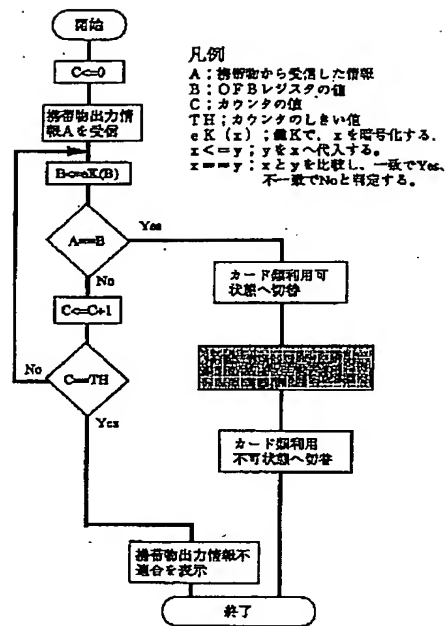 開始
C<=0
携帯物出力情
報Aを受信
B<=eK(B)
A==B
Yes
No
C<=C+1
No
C==TH
Yes
カード類利用可
状態へ切替
カード類利用
不可状態へ切替
携帯物出力情報不
適合を表示
終了
凡例
A;携帯物から受信した情報
B;OFBレジスタの値
C;カウンタの値
TH;カウンタのしきい値
eK(x);鍵Kで、xを暗号化する.
x<=y;yをxへ代入する。
x==y;xとyを比較し、一致でYes、
不一致でNoと判定する。